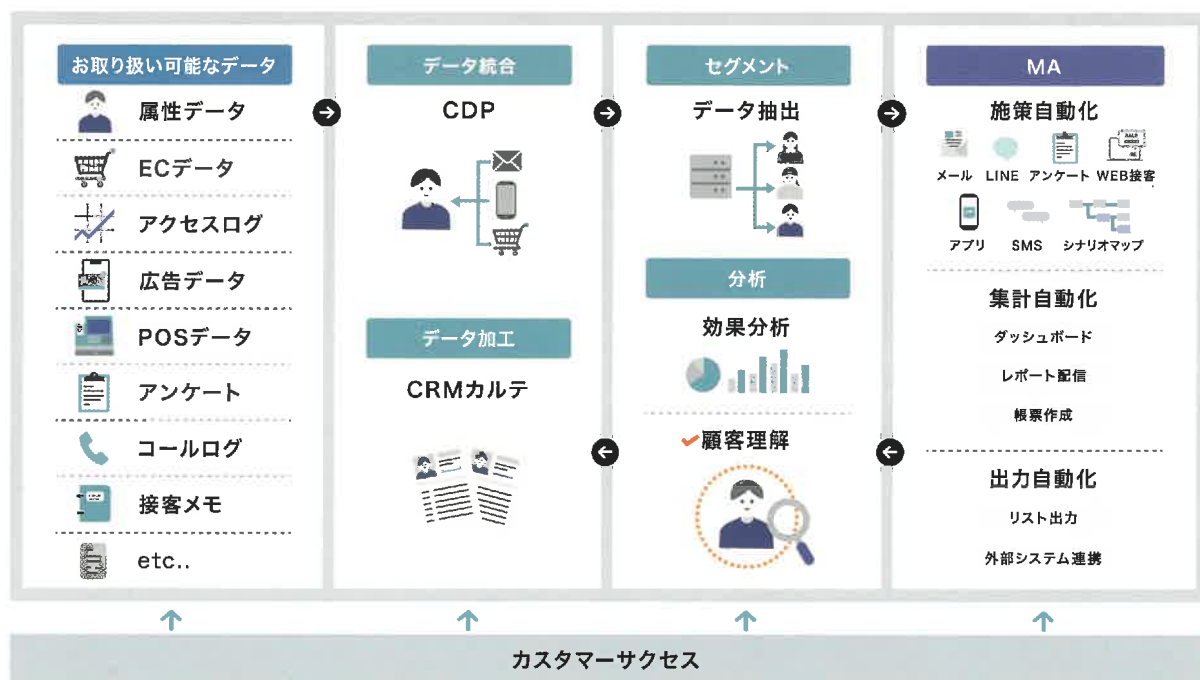 お取り扱い可能なデータ
属性データ
ECデータ
アクセスログ
広告データ
POSデータ
アンケート
コールログ
接客メモ
etc..
データ統合
CDP
データ加工
CRMカルテ
セグメント
データ抽出
分析
効果分析
顧客理解
MA
施策自動化
メール LINE アンケート WEB接客
アプリ SMS シナリオマップ
集計自動化
ダッシュボード
レポート配信
帳票作成
出力自動化
リスト出力
外部システム連携
カスタマーサクセス